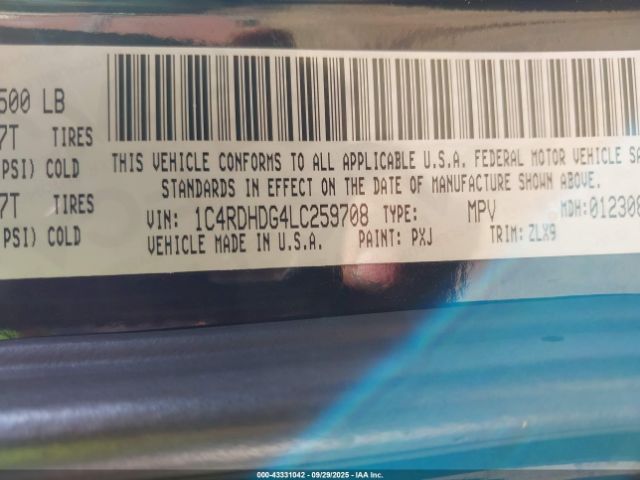 500 LB
7T TIRES
PSI) COLD
7T TIRES
PSI) COLD
THIS VEHICLE CONFORMS TO ALL APPLICABLE U.S.A. FEDERAL MOTOR VEHICLE SA
STANDARDS IN EFFECT ON THE DATE OF MANUFACTURE SHOWN ABOVE.
VIN: 1C4RDHDG4LC259708 TYPE: MPV MDH: 012308
VEHICLE MADE IN U.S.A. PAINT: PXJ TRIM: ZLX9
000-43331042 - 09/29/2025 - IAA Inc.